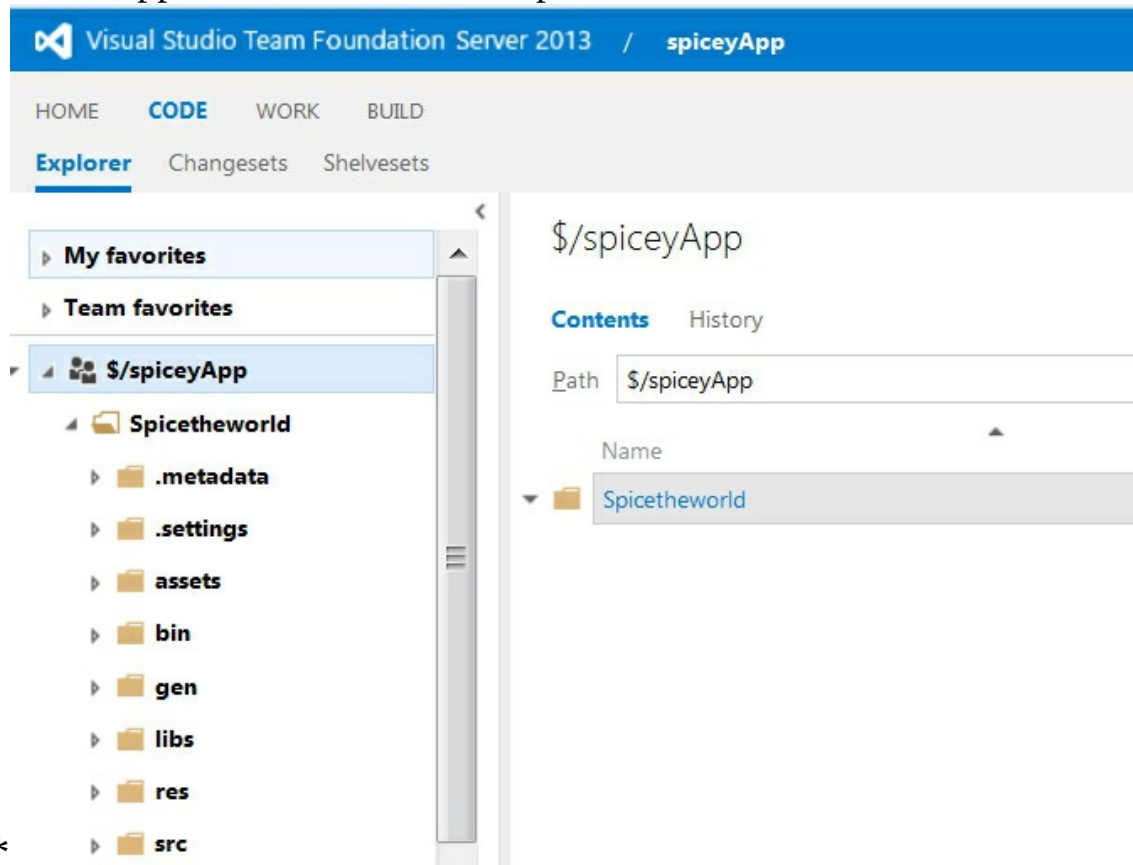 Visual Studio Team Foundation Server 2013 / spiceyApp
HOME CODE WORK BUILD
Explorer Changesets Shelvesets
My favorites
Team favorites
$/spiceyApp
Spicetheworld
.metadata
.settings
assets
bin
gen
libs
res
src
$/spiceyApp
Contents History
Path $/spiceyApp
Name
Spicetheworld